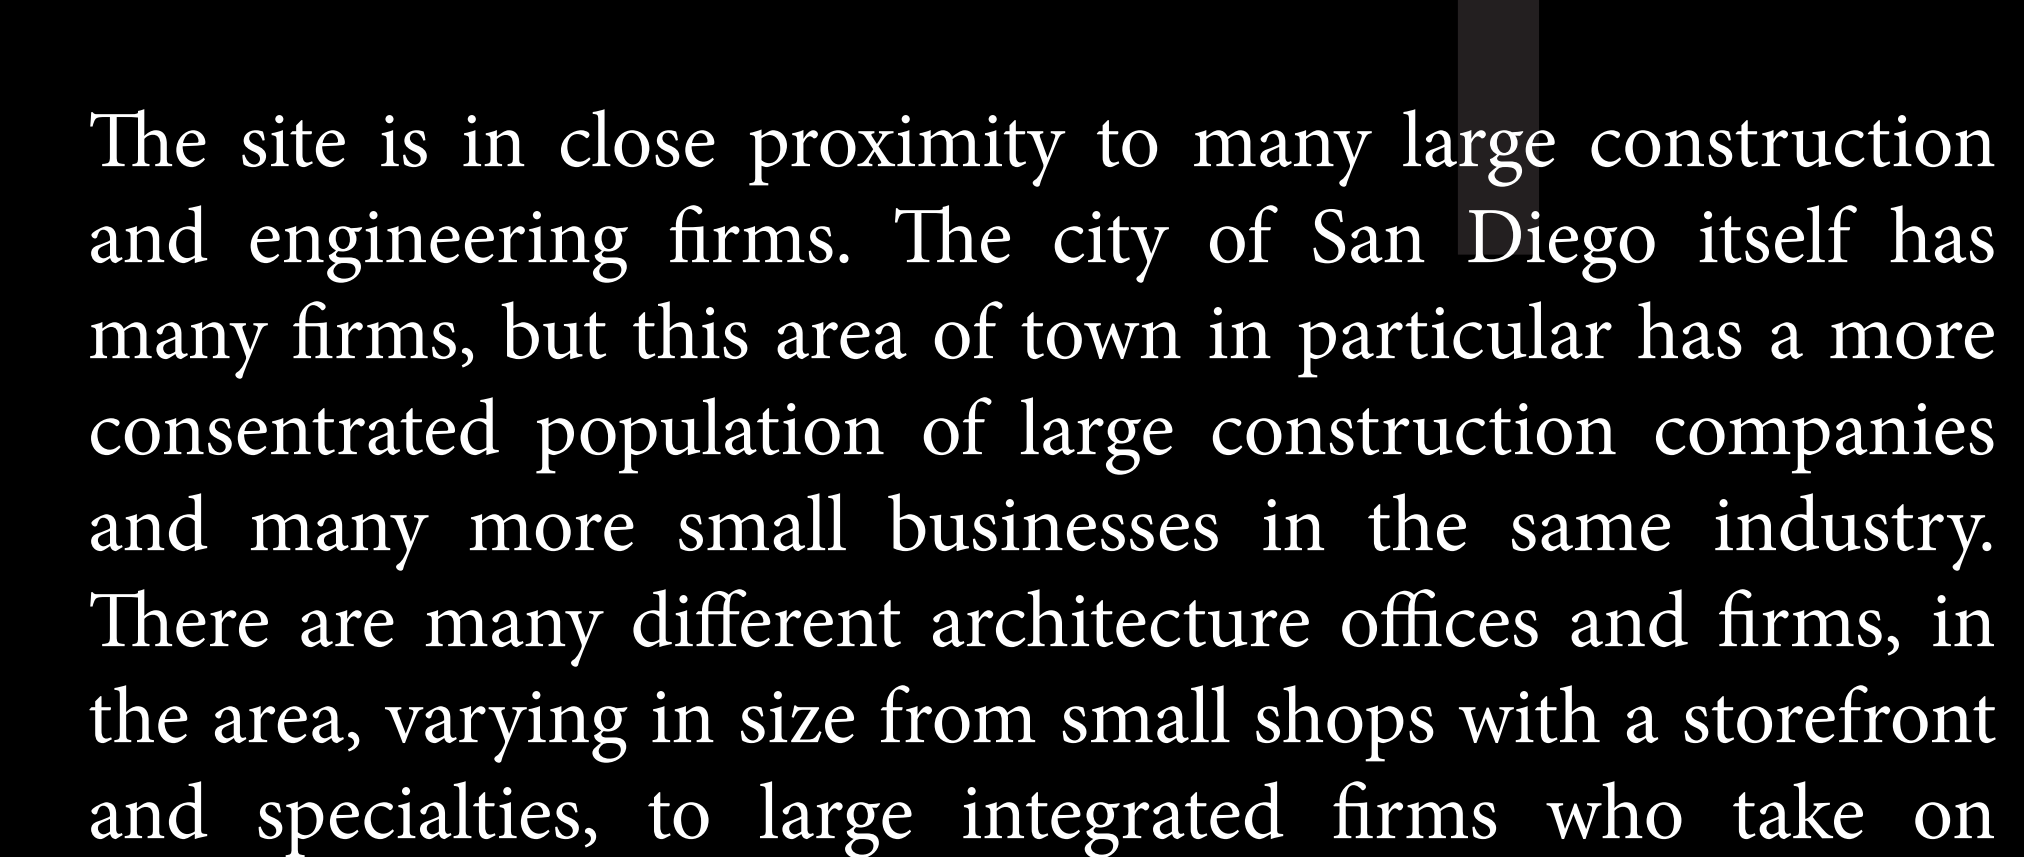 The site is in close proximity to many large construction
and engineering firms. The city of San Diego itself has
many firms, but this area of town in particular has a more
consentrated population of large construction companies
and many more small businesses in the same industry.
There are many different architecture offices and firms, in
the area, varying in size from small shops with a storefront
and specialties, to large integrated firms who take on